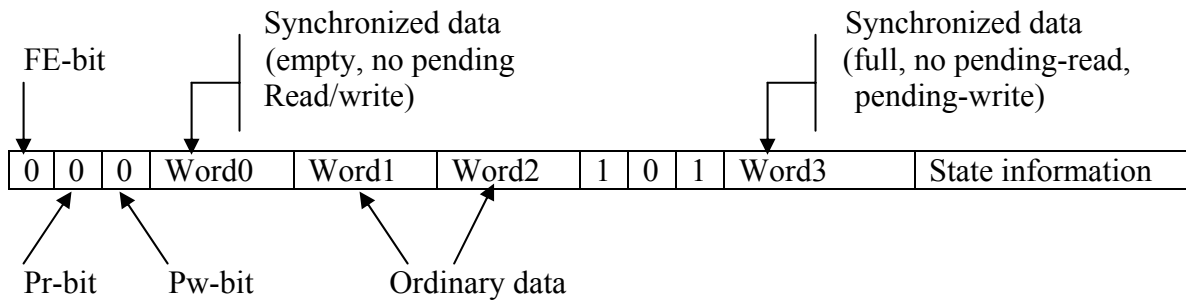 FE-bit
Synchronized data
(empty, no pending
Read/write)
Synchronized data
(full, no pending-read,
pending-write)
0 0 0 Word0 Word1 Word2 1 0 1 Word3 State information
Pr-bit Pw-bit Ordinary data